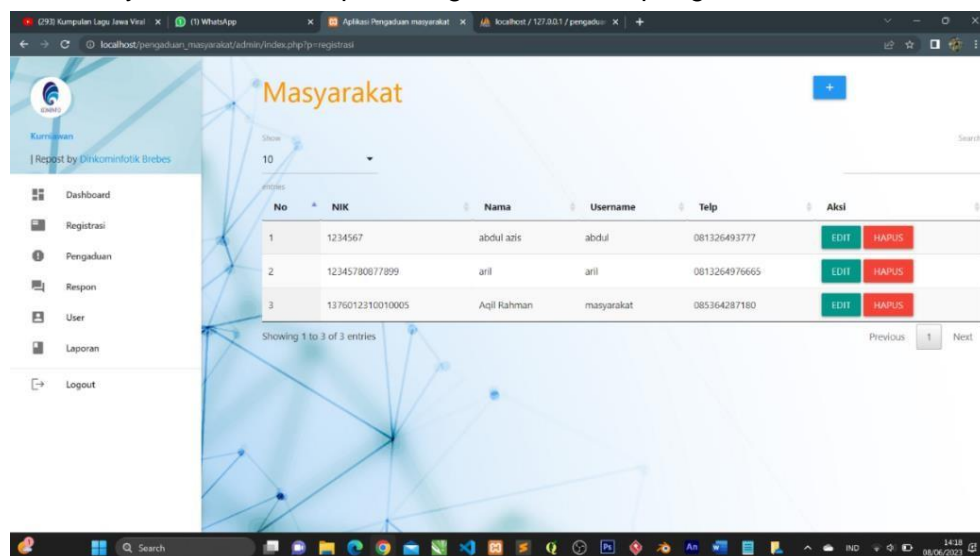 (293) Kumpulan Lagu Jawa Viral
(1) WhatsApp
Aplikasi Pengaduan masyarakat
localhost / 127.0.0.1 / pengadua
localhost/pengaduan_masyarakat/admin/index.php?p=registrasi
KOMINFO
Kurniawan
| Repost by Dinkominfotik Brebes
Dashboard
Registrasi
Pengaduan
Respon
User
Laporan
Logout
Masyarakat
+
Show
Search
10
entries
No NIK Nama Username Telp Aksi
1 1234567 abdul azis abdul 081326493777 EDIT HAPUS
2 12345780877899 aril aril 0813264976665 EDIT HAPUS
3 1376012310010005 Aqil Rahman masyarakat 085364287180 EDIT HAPUS
Showing 1 to 3 of 3 entries
Previous 1 Next
Search
IND
14:18
08/06/2023